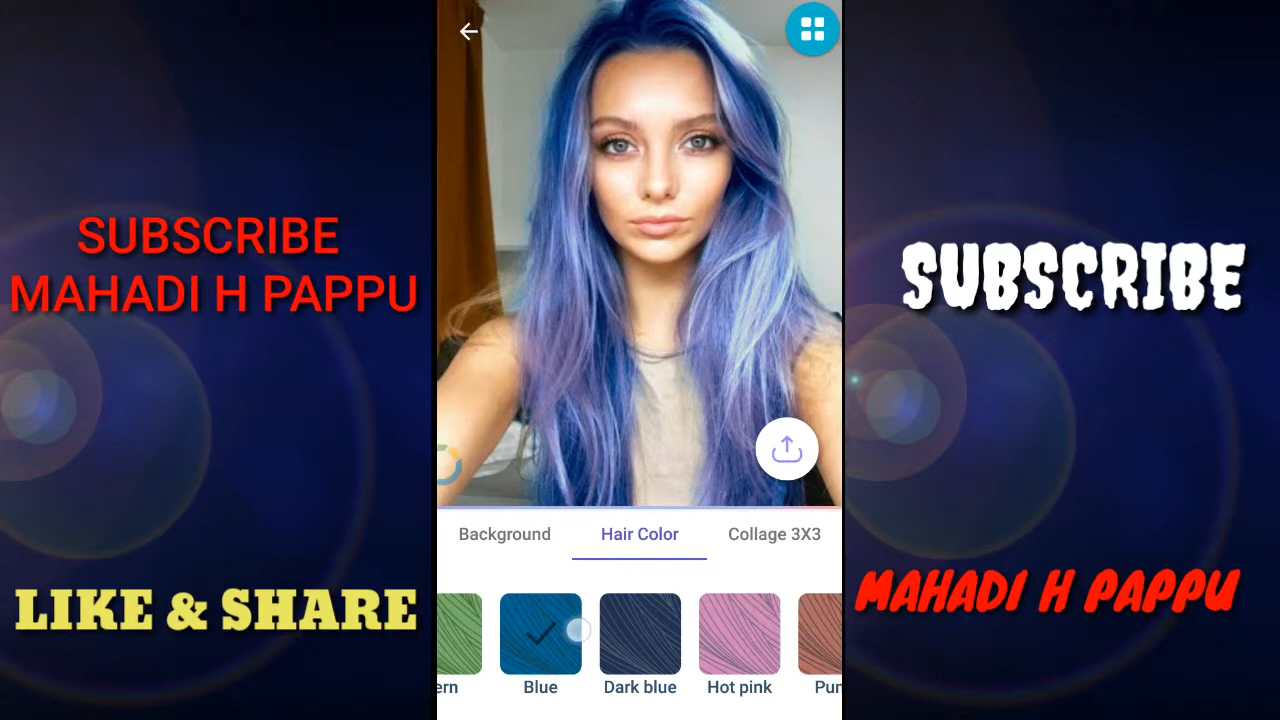 SUBSCRIBE
MAHADI H PAPPU
LIKE & SHARE
Background
Hair Color
Collage 3X3
ern
Blue
Dark blue
Hot pink
Pun
SUBSCRIBE
MAHADI H PAPPU